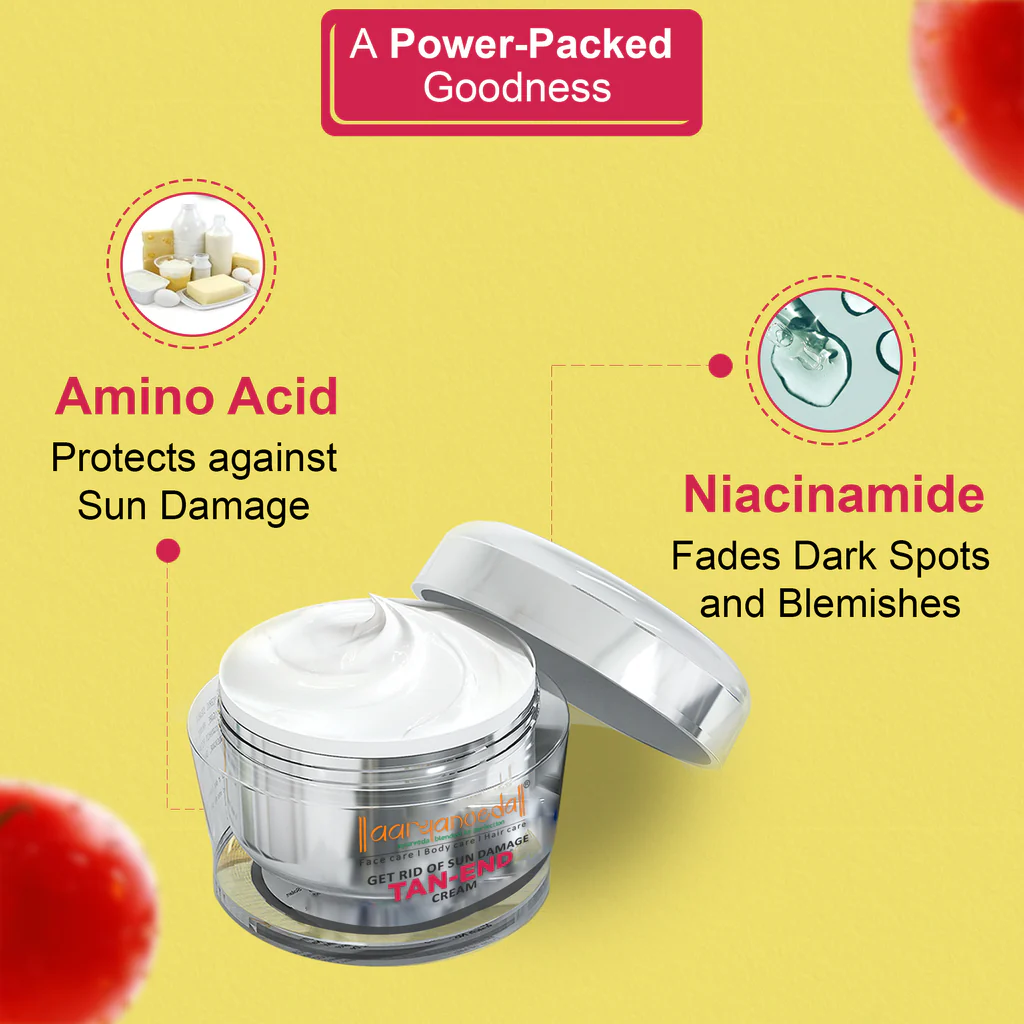 A Power-Packed
Goodness
Amino Acid
Protects against
Sun Damage
Niacinamide
Fades Dark Spots
and Blemishes
||aaryanveda||®
Face care | Body care | Hair care
GET RID OF SUN DAMAGE
TAN-END
CREAM